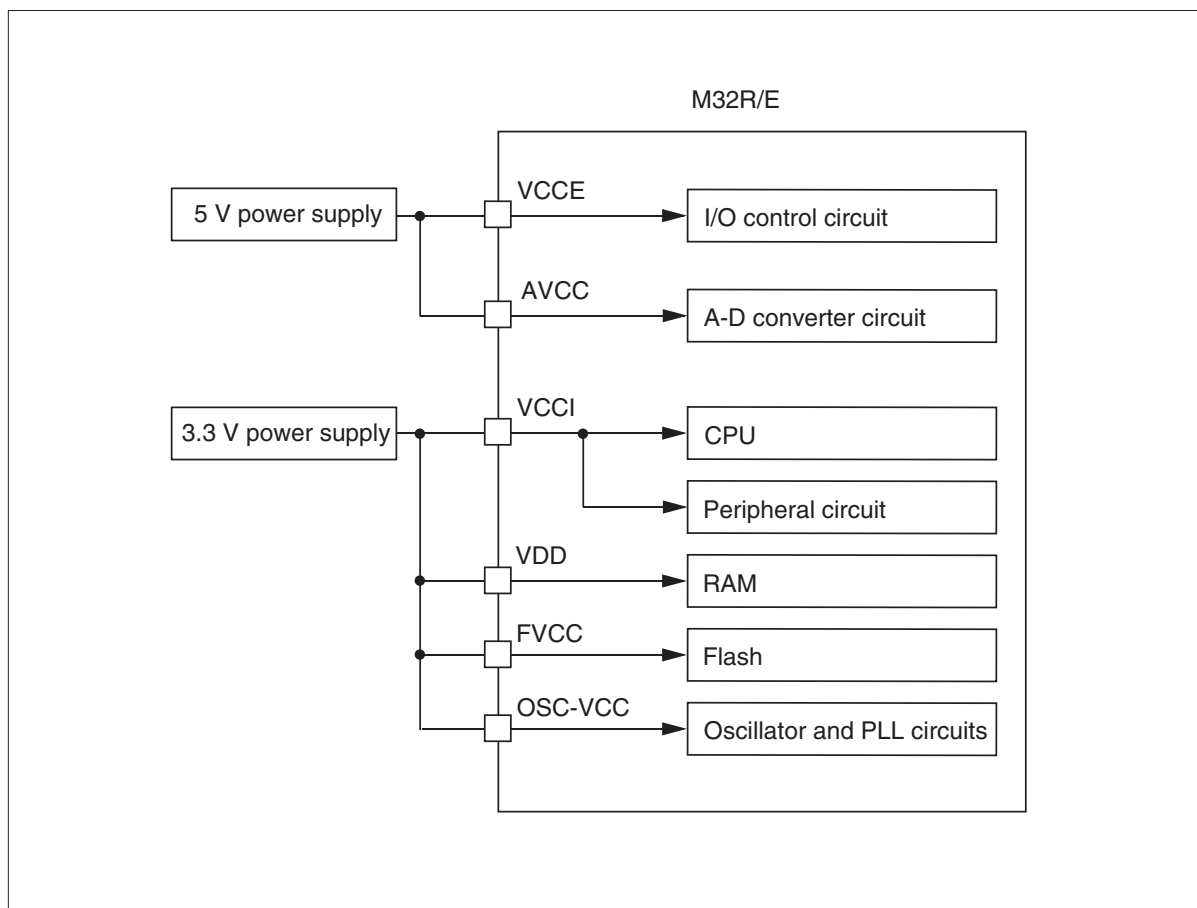 M32R/E
VCCE
5 V power supply
I/O control circuit
AVCC
A-D converter circuit
VCCI
3.3 V power supply
CPU
Peripheral circuit
VDD
RAM
FVCC
Flash
OSC-VCC
Oscillator and PLL circuits